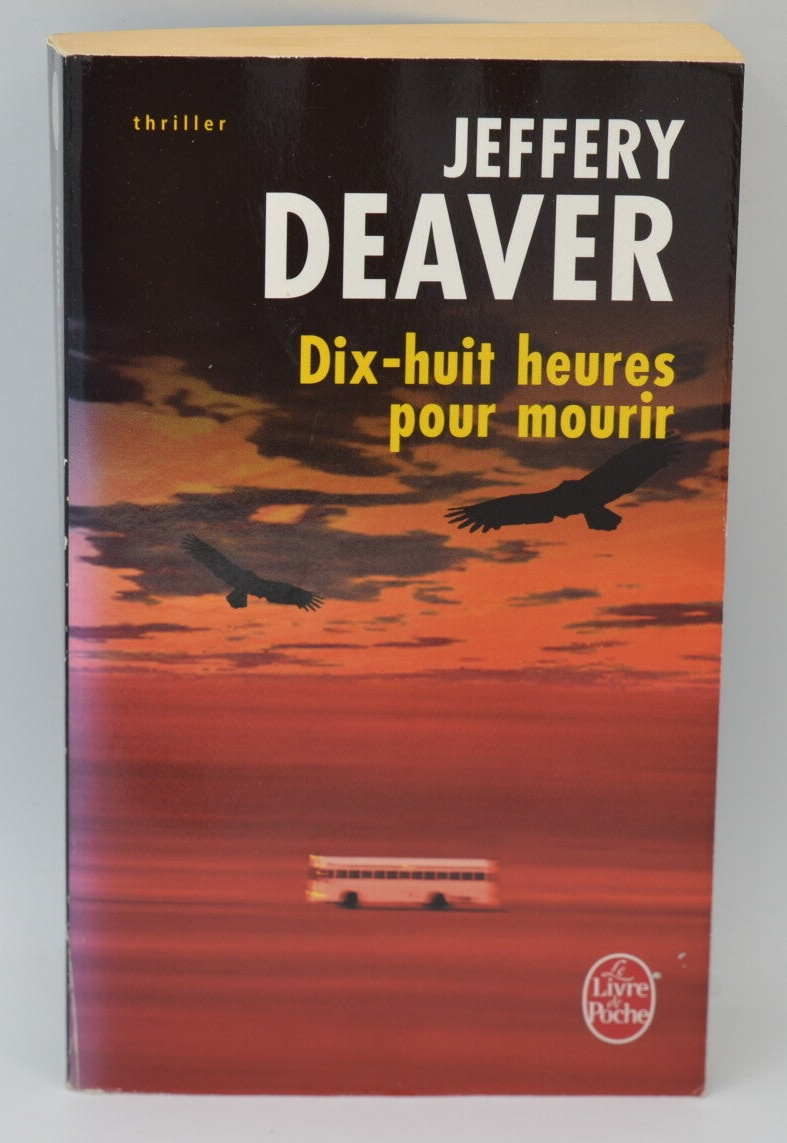 thriller
JEFFERY
DEAVER
Dix-huit heures
pour mourir
Le
Livre
de
Poche